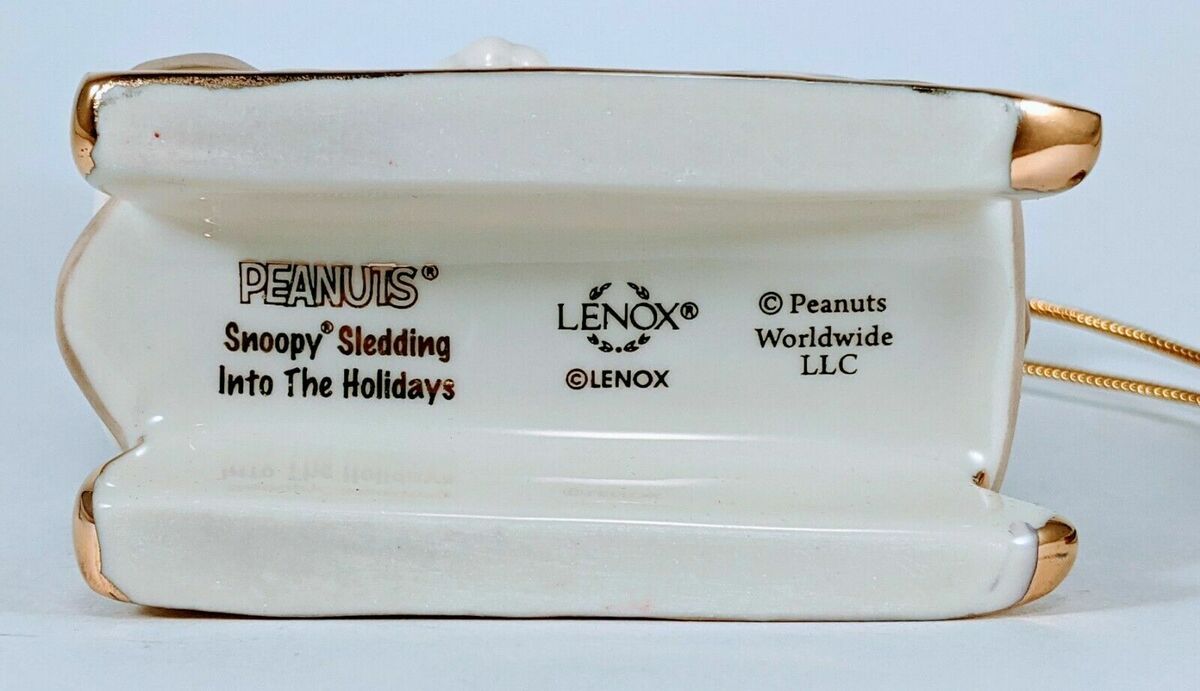 PEANUTS®
Snoopy® Sledding
Into The Holidays
LENOX®
©LENOX
© Peanuts
Worldwide
LLC